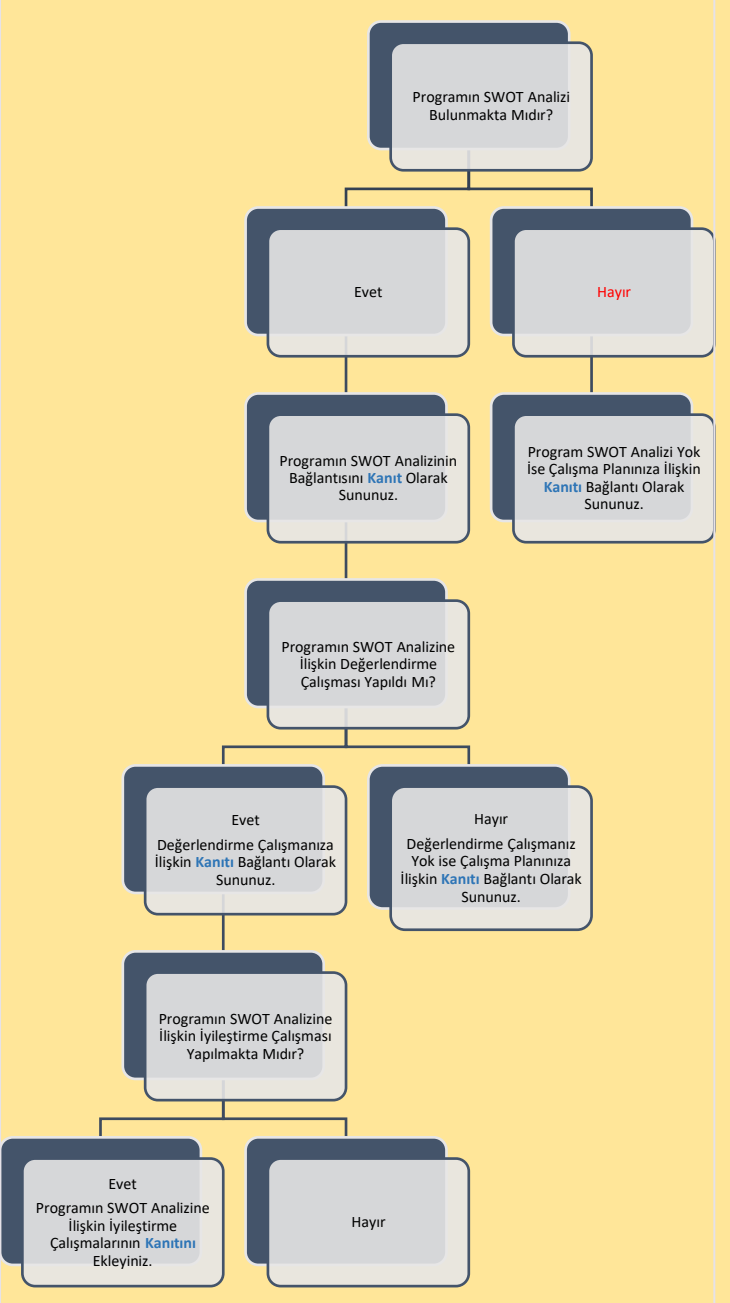 Programın SWOT Analizi
Bulunmakta Mıdır?
Evet
Hayır
Programın SWOT Analizinin
Bağlantısını Kanıt Olarak
Sununuz.
Program SWOT Analizi Yok
İse Çalışma Planınıza İlişkin
Kanıtı Bağlantı Olarak
Sununuz.
Programın SWOT Analizine
İlişkin Değerlendirme
Çalışması Yapıldı Mı?
Evet
Değerlendirme Çalışmanıza
İlişkin Kanıtı Bağlantı Olarak
Sununuz.
Hayır
Değerlendirme Çalışmanız
Yok ise Çalışma Planınıza
İlişkin Kanıtı Bağlantı Olarak
Sununuz.
Programın SWOT Analizine
İlişkin İyileştirme Çalışması
Yapılmakta Mıdır?
Evet
Programın SWOT Analizine
İlişkin İyileştirme
Çalışmalarının Kanıtını
Ekleyiniz.
Hayır